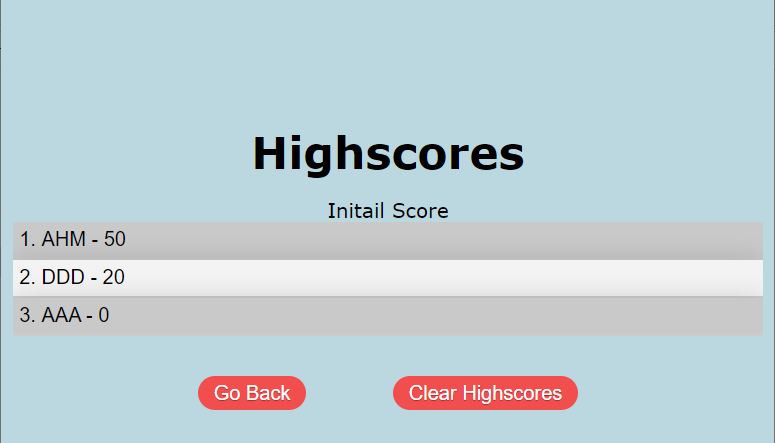 Highscores
Initail Score
1. AHM - 50
2. DDD - 20
3. AAA - 0
Go Back Clear Highscores